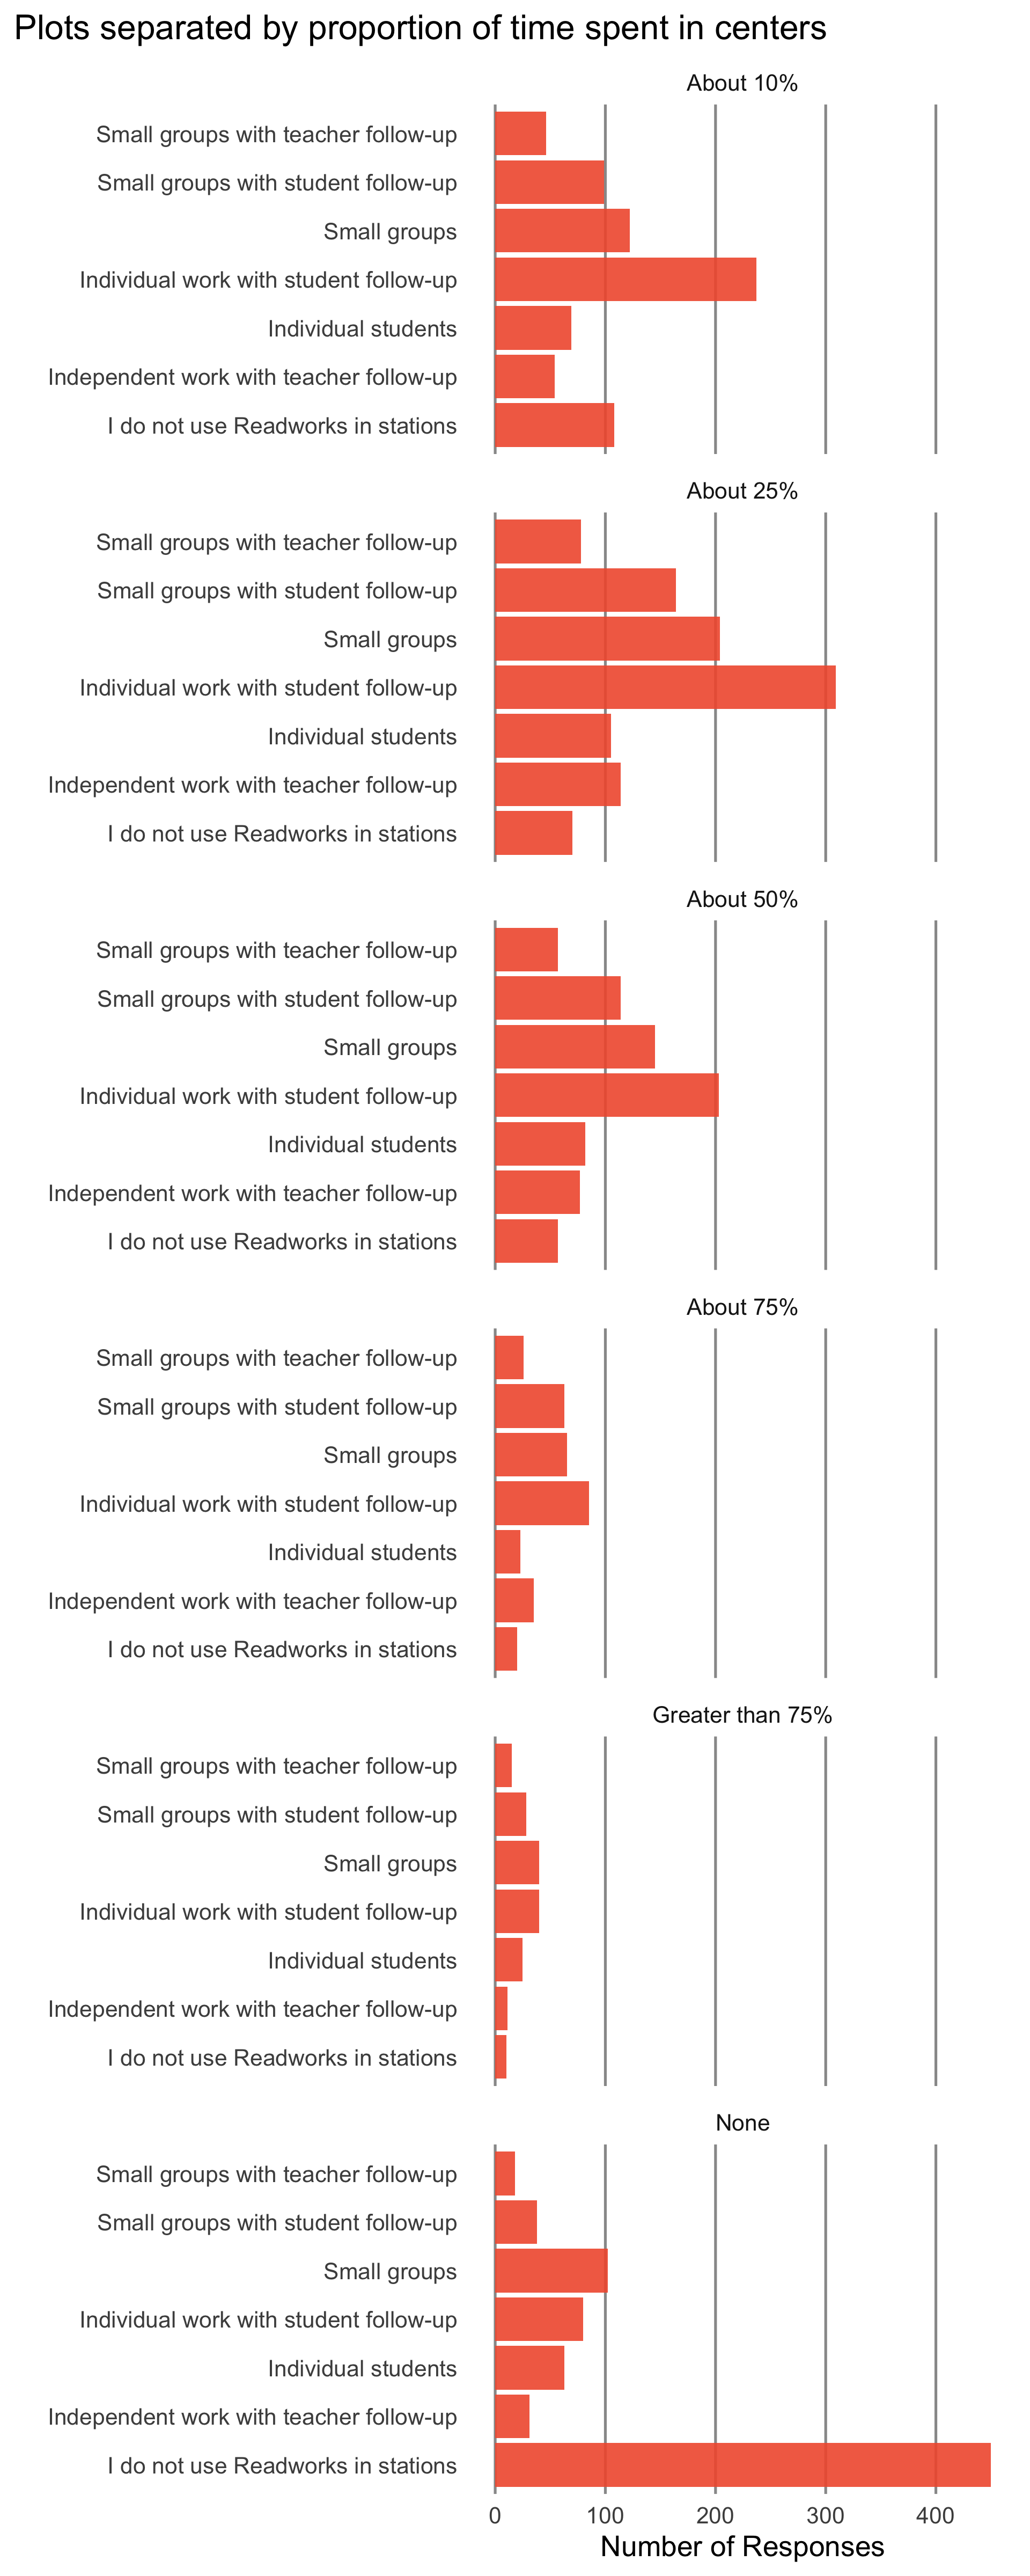 Plots separated by proportion of time spent in centers
About 10%
Small groups with teacher follow-up
Small groups with student follow-up
Small groups
Individual work with student follow-up
Individual students
Independent work with teacher follow-up
I do not use Readworks in stations
About 25%
Small groups with teacher follow-up
Small groups with student follow-up
Small groups
Individual work with student follow-up
Individual students
Independent work with teacher follow-up
I do not use Readworks in stations
About 50%
Small groups with teacher follow-up
Small groups with student follow-up
Small groups
Individual work with student follow-up
Individual students
Independent work with teacher follow-up
I do not use Readworks in stations
About 75%
Small groups with teacher follow-up
Small groups with student follow-up
Small groups
Individual work with student follow-up
Individual students
Independent work with teacher follow-up
I do not use Readworks in stations
Greater than 75%
Small groups with teacher follow-up
Small groups with student follow-up
Small groups
Individual work with student follow-up
Individual students
Independent work with teacher follow-up
I do not use Readworks in stations
None
Small groups with teacher follow-up
Small groups with student follow-up
Small groups
Individual work with student follow-up
Individual students
Independent work with teacher follow-up
I do not use Readworks in stations
0 100 200 300 400
Number of Responses